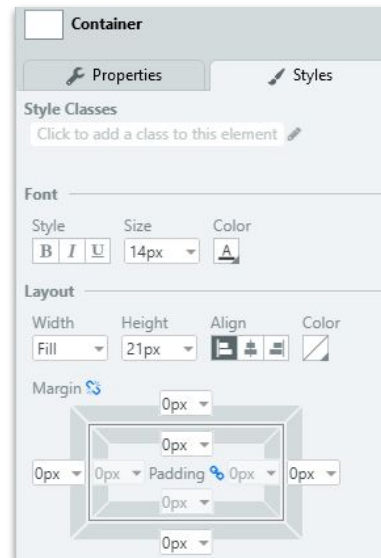 Container
Properties Styles
Style Classes
Click to add a class to this element
Font
Style Size Color
B I U 14px A
Layout
Width Height Align Color
Fill 21px
Margin
0px
0px
0px 0px Padding 0px 0px
0px
0px